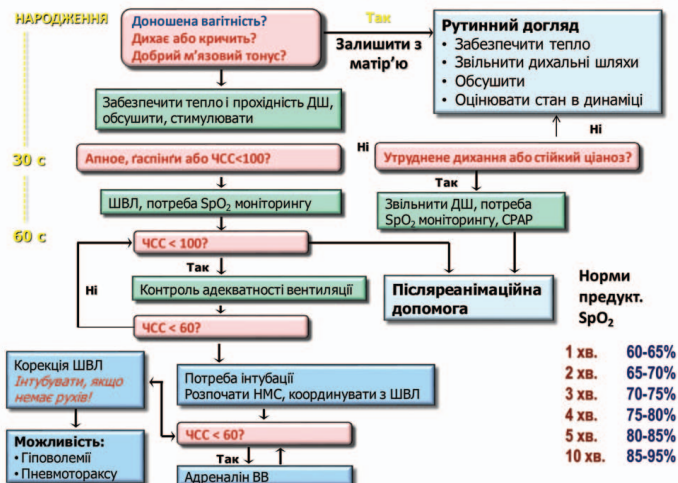 НАРОДЖЕННЯ
Доношена вагітність?
Дихає або кричить?
Добрий м'язовий тонус?
Так
Залишити з
матір'ю
Рутинний догляд
• Забезпечити тепло
• Звільнити дихальні шляхи
• Обсушити
• Оцінювати стан в динаміці
Забезпечити тепло і прохідність ДШ,
обсушити, стимулювати
Ні
30 с
Апное, ґаспінги або ЧСС<100?
Ні
Утруднене дихання або стійкий ціаноз?
Так
ШВЛ, потреба SpO₂ моніторингу
Звільнити ДШ, потреба
SpO₂ моніторингу, CPAP
60 с
ЧСС < 100?
Так
Ні
Контроль адекватності вентиляції
Післяреанімаційна
допомога
ЧСС < 60?
Норми
предукт.
SpO₂
1 хв. 60-65%
2 хв. 65-70%
3 хв. 70-75%
4 хв. 75-80%
5 хв. 80-85%
10 хв. 85-95%
Корекція ШВЛ
Інтубувати, якщо
немає рухів!
Потреба інтубації
Розпочати НМС, координувати з ШВЛ
ЧСС < 60?
Так
Можливість:
• Гіповолемії
• Пневмотораксу
Адреналін ВВ